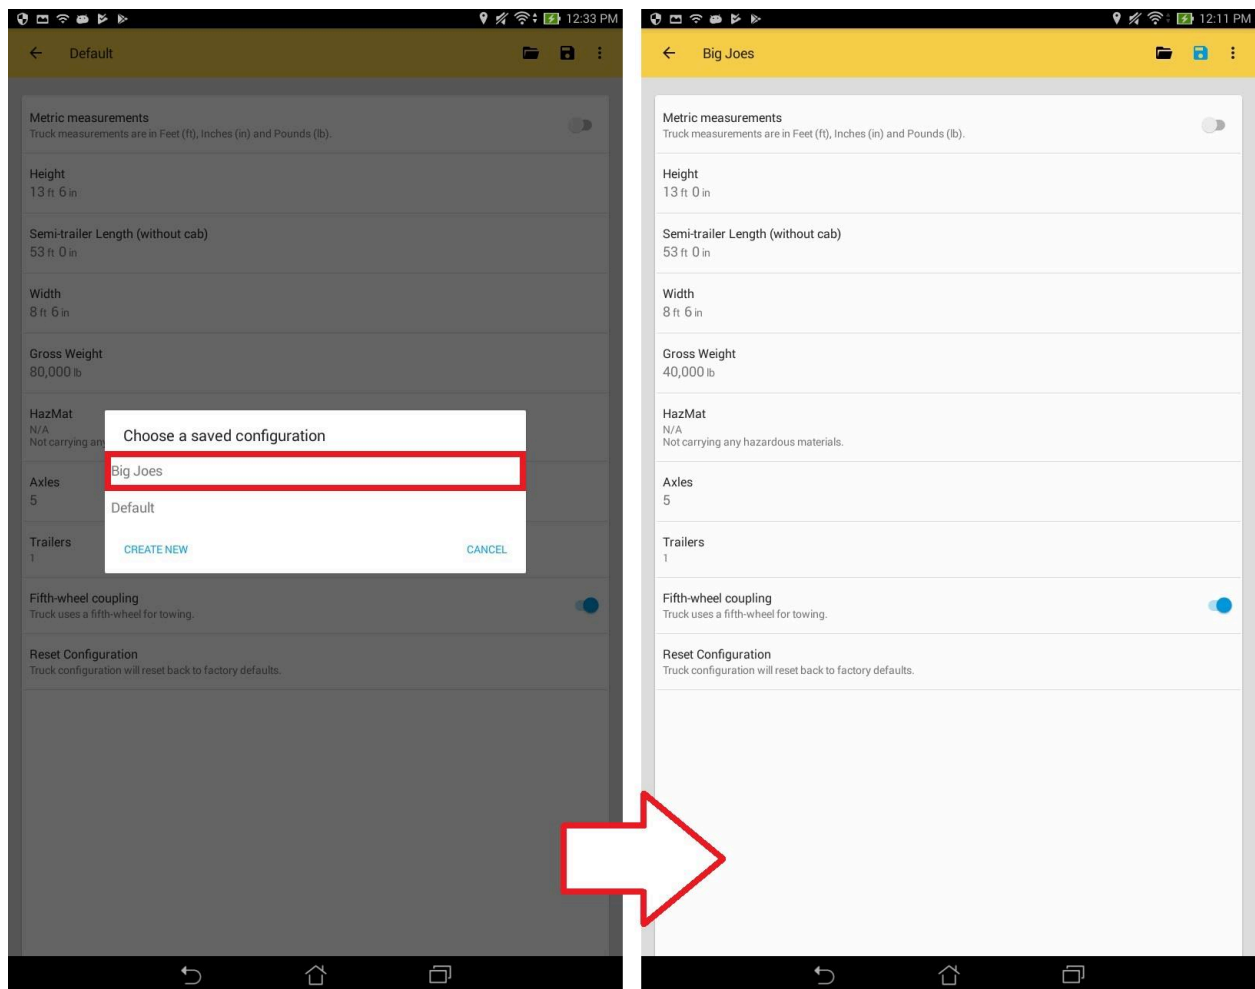 12:33 PM
Default
Metric measurements
Truck measurements are in Feet (ft), Inches (in) and Pounds (lb).
Height
13 ft 6 in
Semi-trailer Length (without cab)
53 ft 0 in
Width
8 ft 6 in
Gross Weight
80,000 lb
HazMat
N/A
Not carrying any
Choose a saved configuration
Big Joes
Default
CREATE NEW
CANCEL
Axles
5
Trailers
1
Fifth-wheel coupling
Truck uses a fifth-wheel for towing.
Reset Configuration
Truck configuration will reset back to factory defaults.
12:11 PM
Big Joes
Metric measurements
Truck measurements are in Feet (ft), Inches (in) and Pounds (lb).
Height
13 ft 0 in
Semi-trailer Length (without cab)
53 ft 0 in
Width
8 ft 6 in
Gross Weight
40,000 lb
HazMat
N/A
Not carrying any hazardous materials.
Axles
5
Trailers
1
Fifth-wheel coupling
Truck uses a fifth-wheel for towing.
Reset Configuration
Truck configuration will reset back to factory defaults.